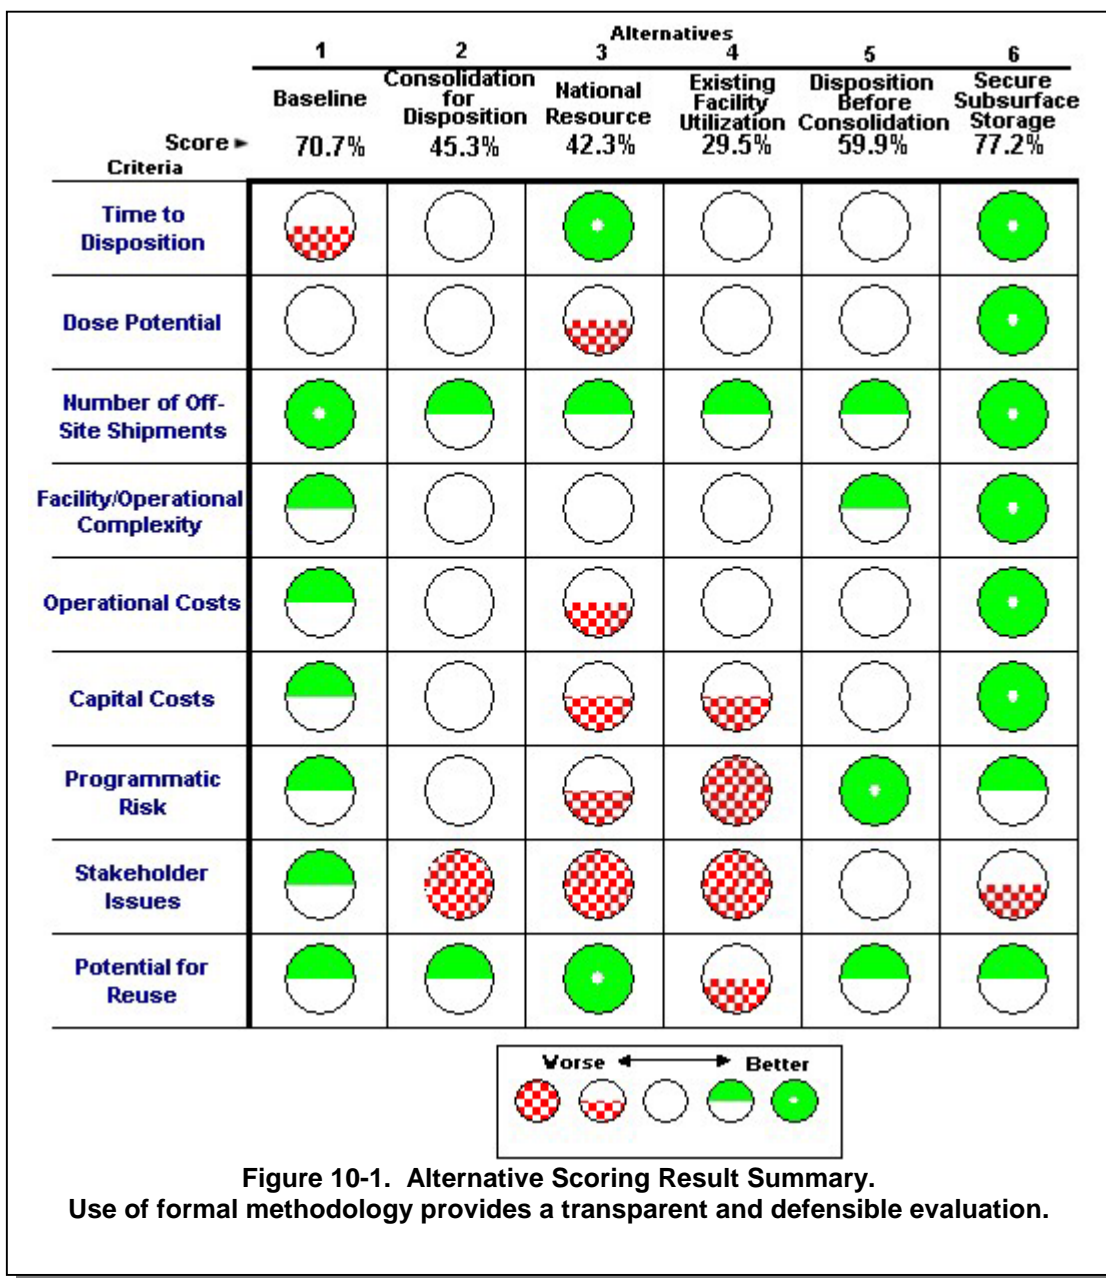 Alternatives
1 2 3 4 5 6
Baseline
Consolidation
for
Disposition
National
Resource
Existing
Facility
Utilization
Disposition
Before
Consolidation
Secure
Subsurface
Storage
Score ► 70.7% 45.3% 42.3% 29.5% 59.9% 77.2%
Criteria
Time to
Disposition
Dose Potential
Number of Off-
Site Shipments
Facility/Operational
Complexity
Operational Costs
Capital Costs
Programmatic
Risk
Stakeholder
Issues
Potential for
Reuse
Worse Better
Figure 10-1. Alternative Scoring Result Summary.
Use of formal methodology provides a transparent and defensible evaluation.